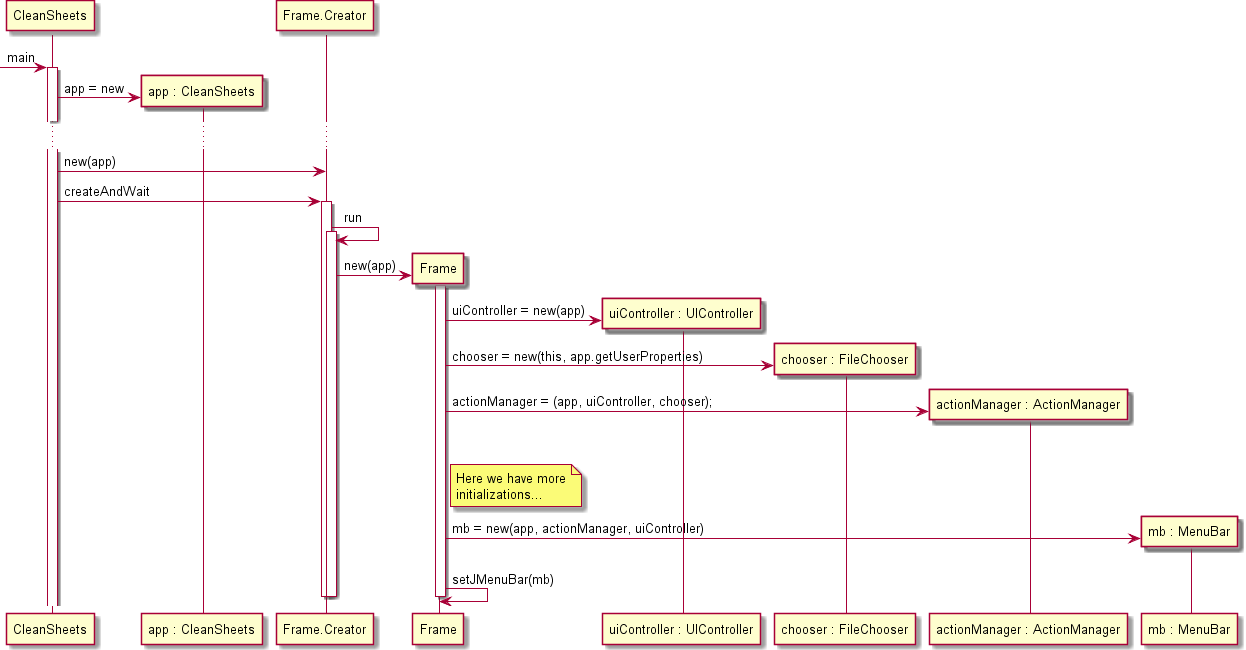 CleanSheets
Frame.Creator
main
app = new
app : CleanSheets
new(app)
createAndWait
run
new(app)
Frame
uiController = new(app)
uiController : UIController
chooser = new(this, app.getUserProperties)
chooser : FileChooser
actionManager = (app, uiController, chooser);
actionManager : ActionManager
Here we have more
initializations...
mb = new(app, actionManager, uiController)
mb : MenuBar
setJMenuBar(mb)
CleanSheets
app : CleanSheets
Frame.Creator
Frame
uiController : UIController
chooser : FileChooser
actionManager : ActionManager
mb : MenuBar